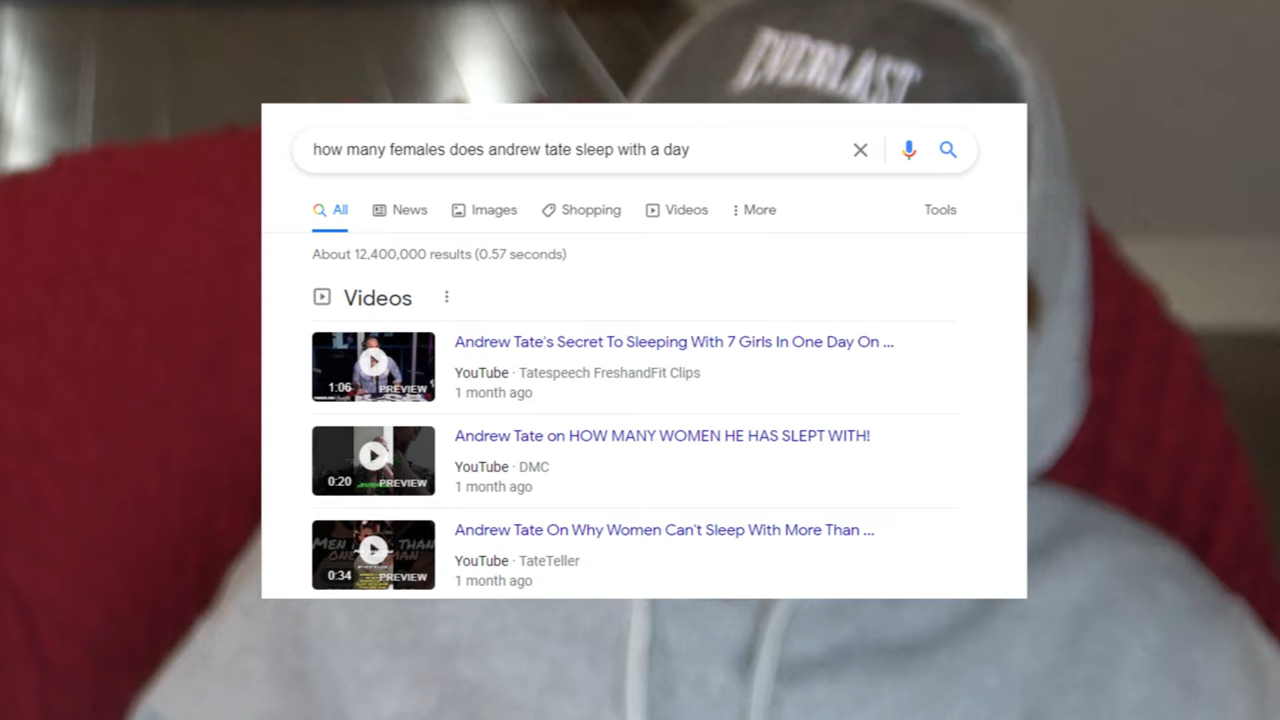 EVERLAST
how many females does andrew tate sleep with a day
All
News
Images
Shopping
Videos
More
Tools
About 12,400,000 results (0.57 seconds)
Videos
Andrew Tate's Secret To Sleeping With 7 Girls In One Day On ...
1:06
PREVIEW
YouTube · Tatespeech FreshandFit Clips
1 month ago
Andrew Tate on HOW MANY WOMEN HE HAS SLEPT WITH!
0:20
PREVIEW
YouTube · DMC
1 month ago
Andrew Tate On Why Women Can't Sleep With More Than ...
MEN THAN
0:34
PREVIEW
YouTube · TateTeller
1 month ago